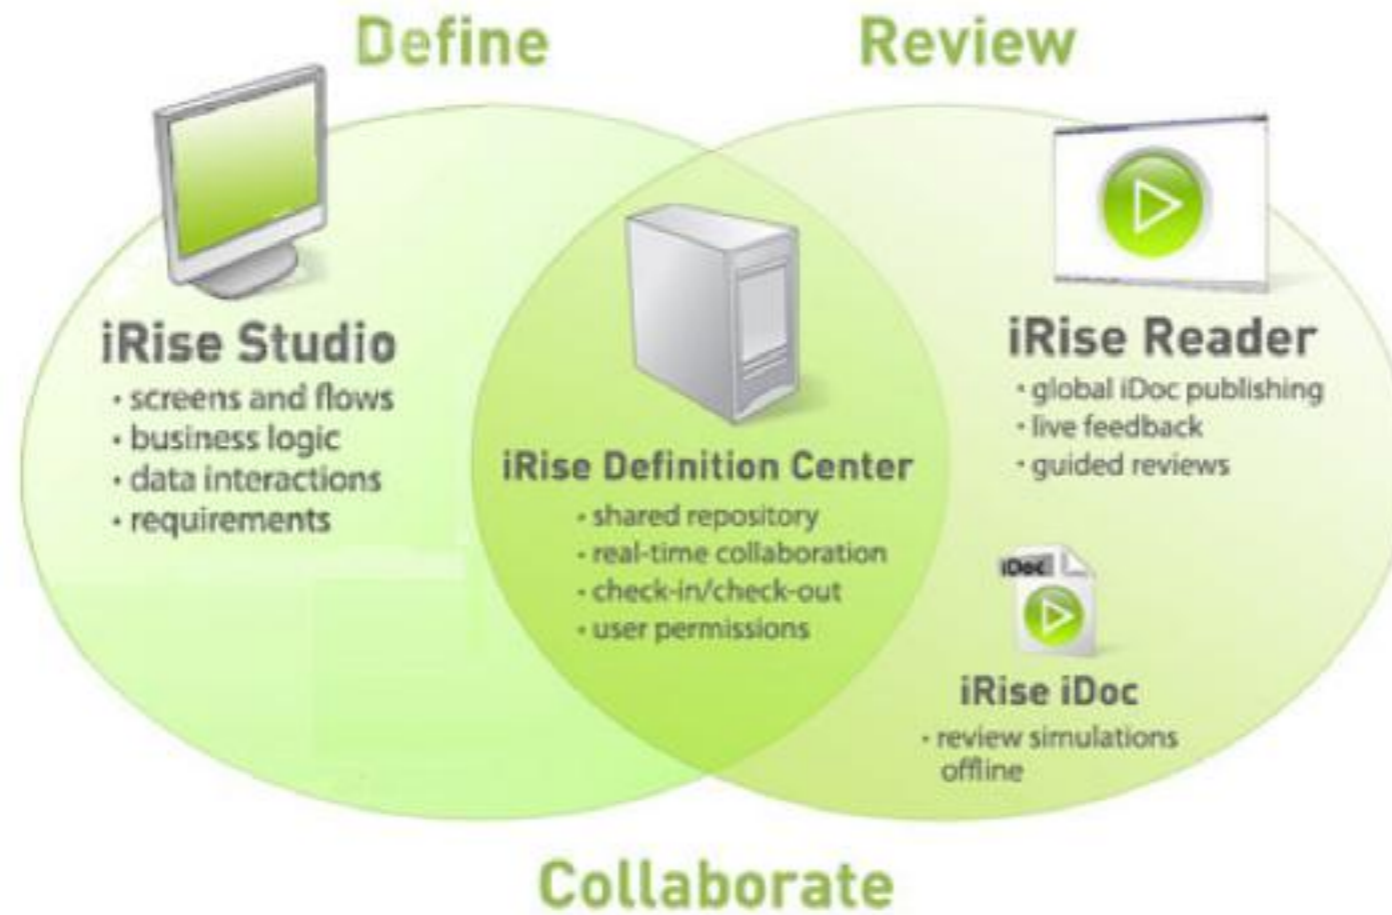 Define
Review
iRise Studio
• screens and flows
• business logic
• data interactions
• requirements
iRise Definition Center
• shared repository
• real-time collaboration
• check-in/check-out
• user permissions
iRise Reader
• global iDoc publishing
• live feedback
• guided reviews
iDoc
iRise iDoc
• review simulations
offline
Collaborate